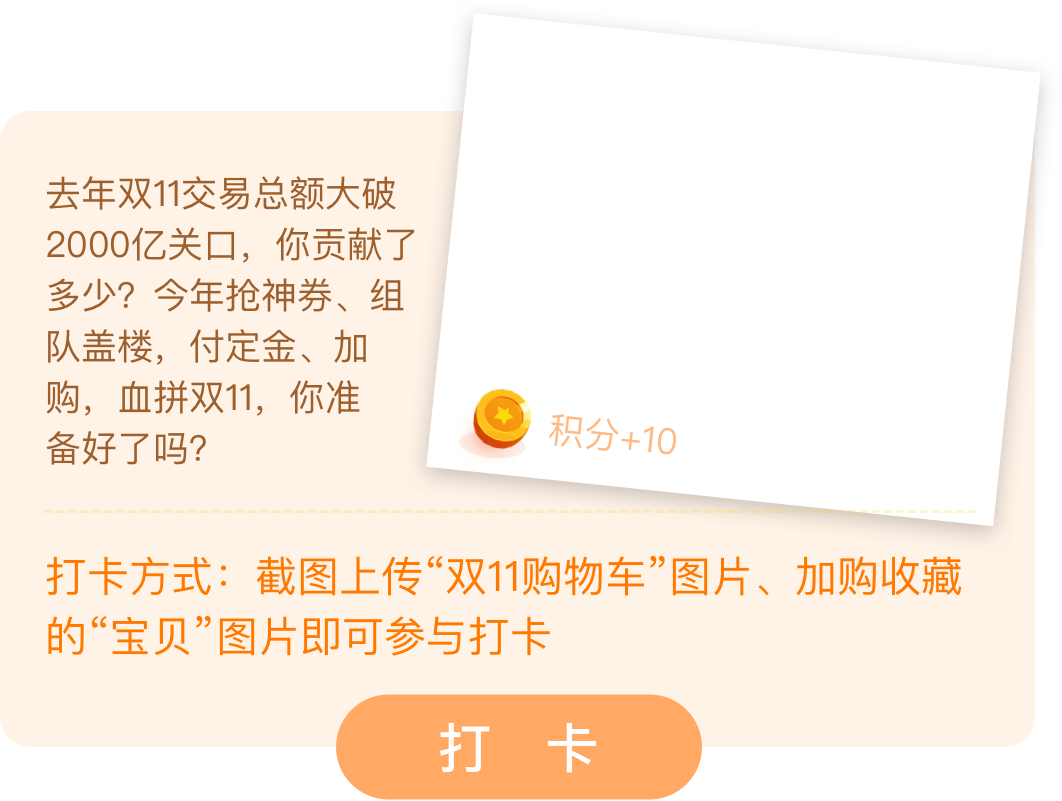 去年双11交易总额大破
2000亿关口，你贡献了
多少？今年抢神券、组
队盖楼，付定金、加
购，血拼双11，你准
备好了吗？
积分+10
打卡方式：截图上传“双11购物车”图片、加购收藏
的“宝贝”图片即可参与打卡
打 卡